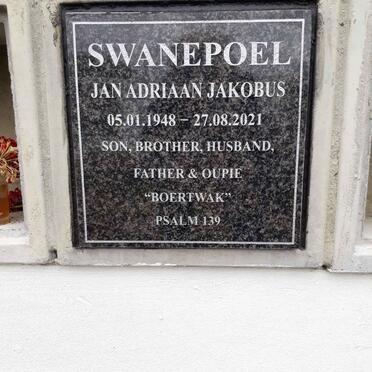 SWANEPOEL
JAN ADRIAAN JAKOBUS
05.01.1948 – 27.08.2021
SON, BROTHER, HUSBAND,
FATHER & OUPIE
“BOERTWAK”
PSALM 139